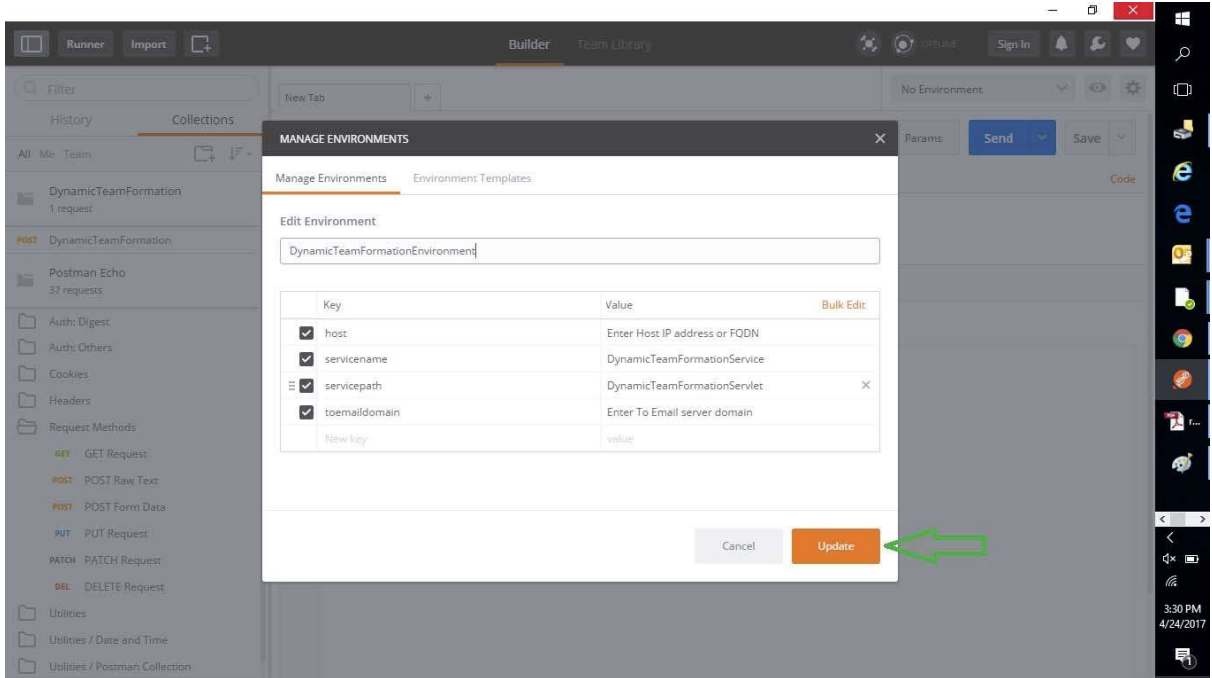 Runner Import Builder Team Library OFFLINE Sign In
Filter
New Tab + No Environment
History Collections
All Me Team
Params Send Save
Code
DynamicTeamFormation
1 request
POST DynamicTeamFormation
Postman Echo
37 requests
Auth: Digest
Auth: Others
Cookies
Headers
Request Methods
GET GET Request
POST POST Raw Text
POST POST Form Data
PUT PUT Request
PATCH PATCH Request
DEL DELETE Request
Utilities
Utilities / Date and Time
Utilities / Postman Collection
MANAGE ENVIRONMENTS
Manage Environments Environment Templates
Edit Environment
DynamicTeamFormationEnvironment
Key Value Bulk Edit
host Enter Host IP address or FQDN
servicename DynamicTeamFormationService
servicepath DynamicTeamFormationServlet
toemaildomain Enter To Email server domain
New key value
Cancel Update
r...
3:30 PM
4/24/2017
1